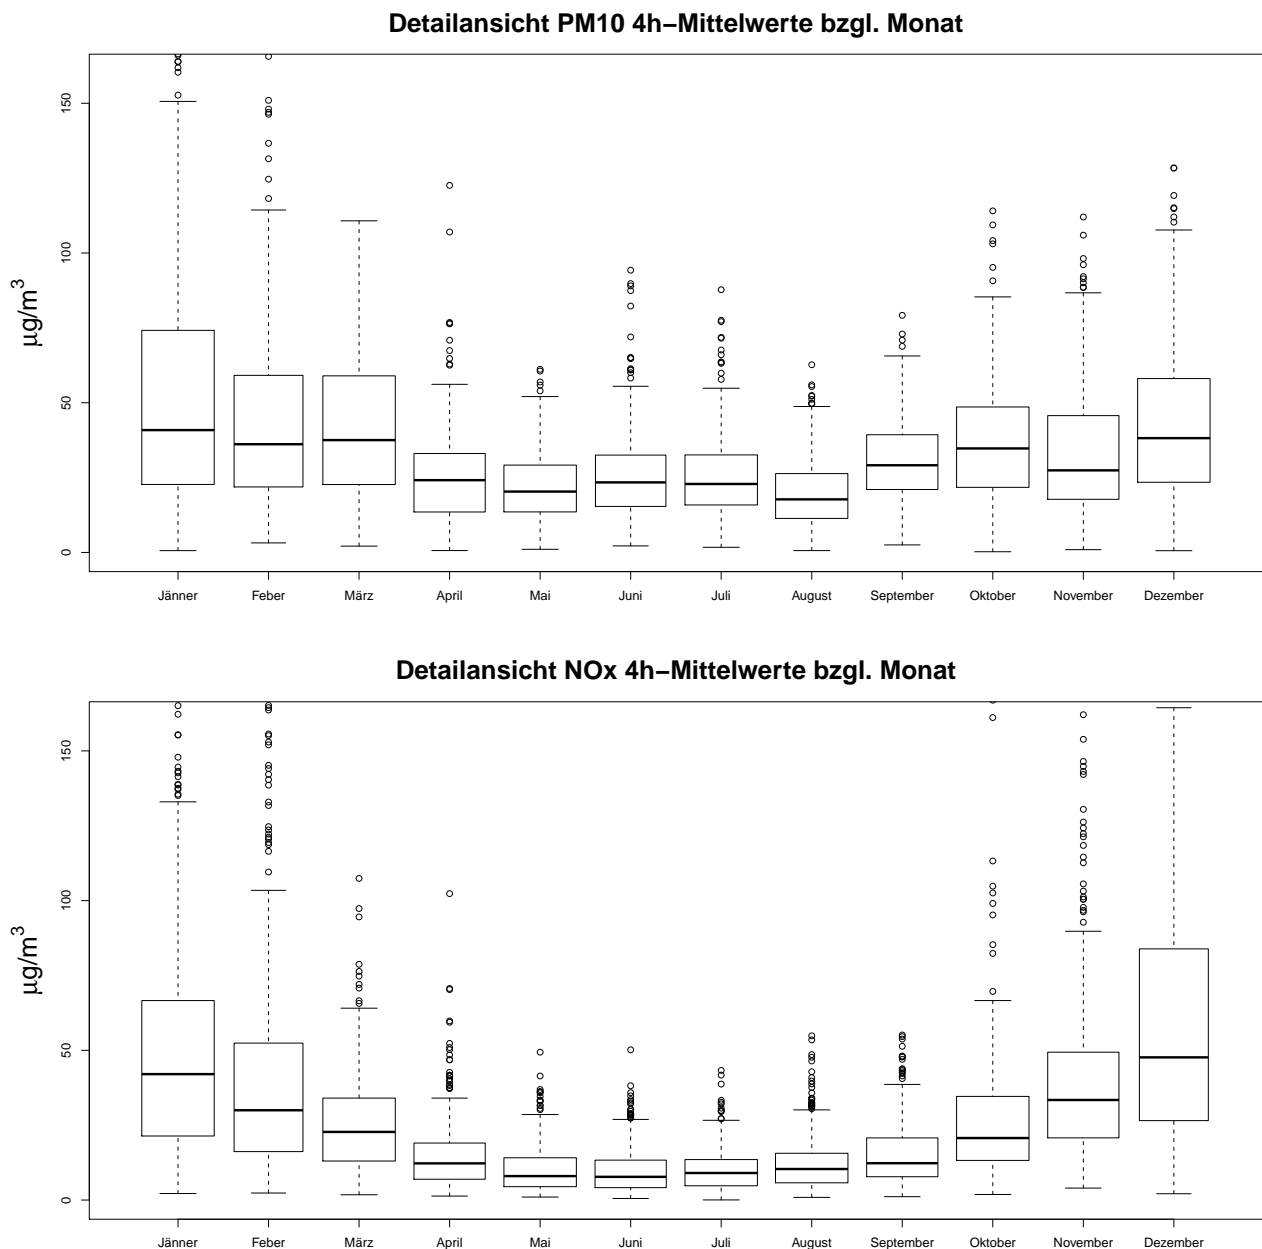 Detailansicht PM10 4h−Mittelwerte bzgl. Monat
150
100
50
0
µg/m³
Jänner Feber März April Mai Juni Juli August September Oktober November Dezember
Detailansicht NOx 4h−Mittelwerte bzgl. Monat
150
100
50
0
µg/m³
Jänner Feber März April Mai Juni Juli August September Oktober November Dezember